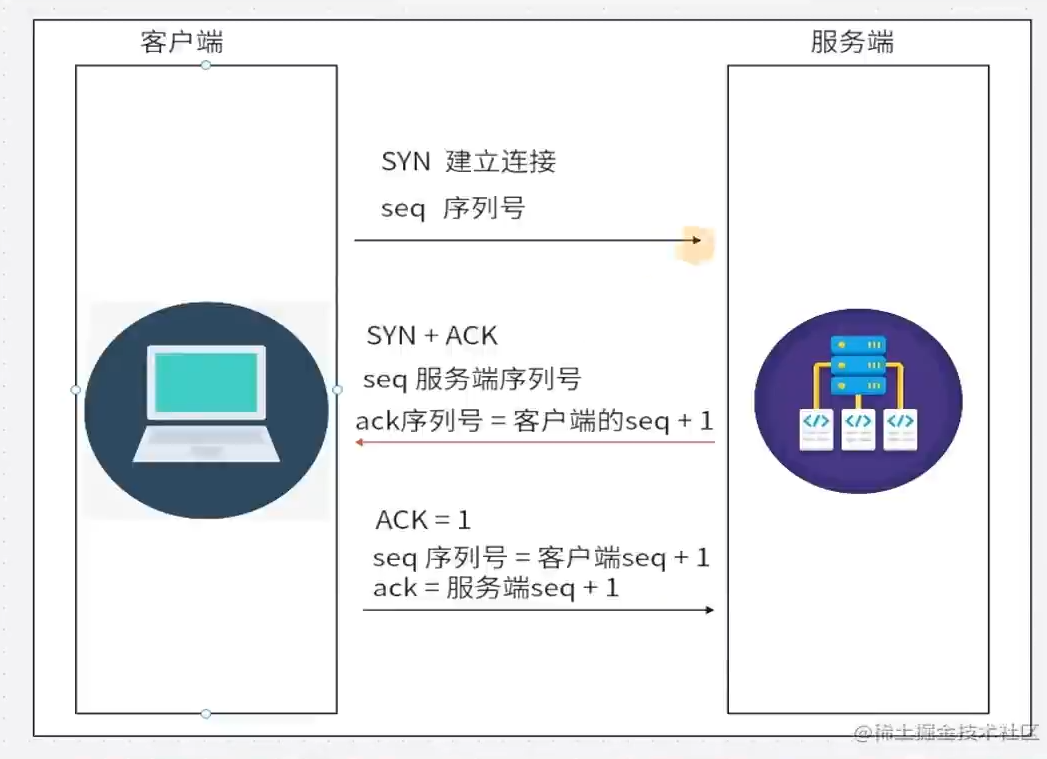 客户端
服务端
SYN 建立连接
seq 序列号
SYN + ACK
seq 服务端序列号
ack序列号 = 客户端的seq + 1
ACK = 1
seq 序列号 = 客户端seq + 1
ack = 服务端seq + 1
</>
</>
</>
@稀土掘金技术社区